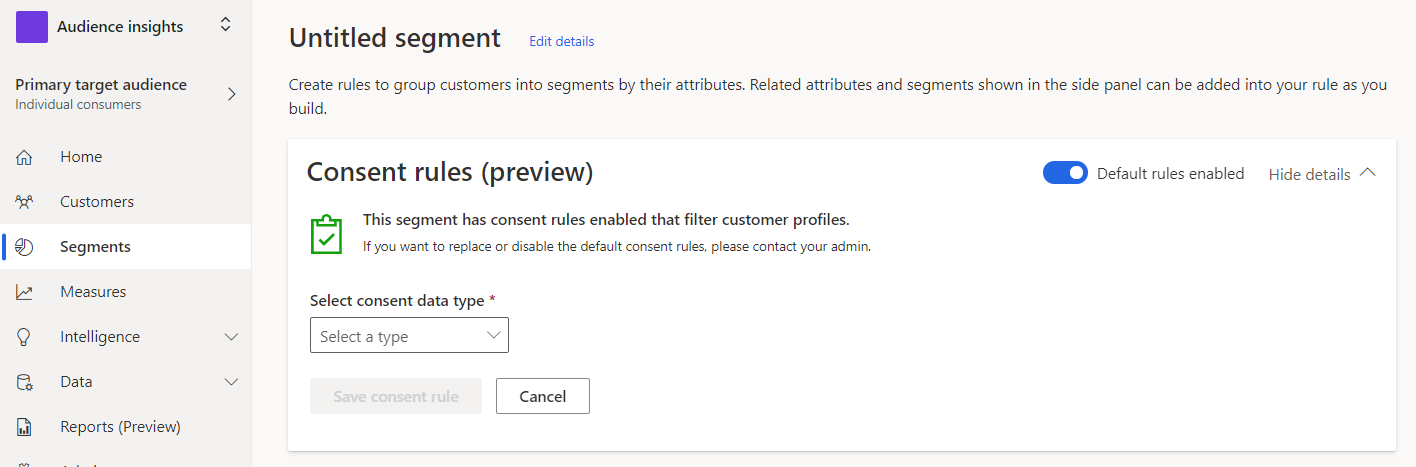 Audience insights
Primary target audience
Individual consumers
Home
Customers
Segments
Measures
Intelligence
Data
Reports (Preview)
Untitled segment
Edit details
Create rules to group customers into segments by their attributes. Related attributes and segments shown in the side panel can be added into your rule as you
build.
Consent rules (preview)
Default rules enabled
Hide details
This segment has consent rules enabled that filter customer profiles.
If you want to replace or disable the default consent rules, please contact your admin.
Select consent data type *
Select a type
Save consent rule
Cancel